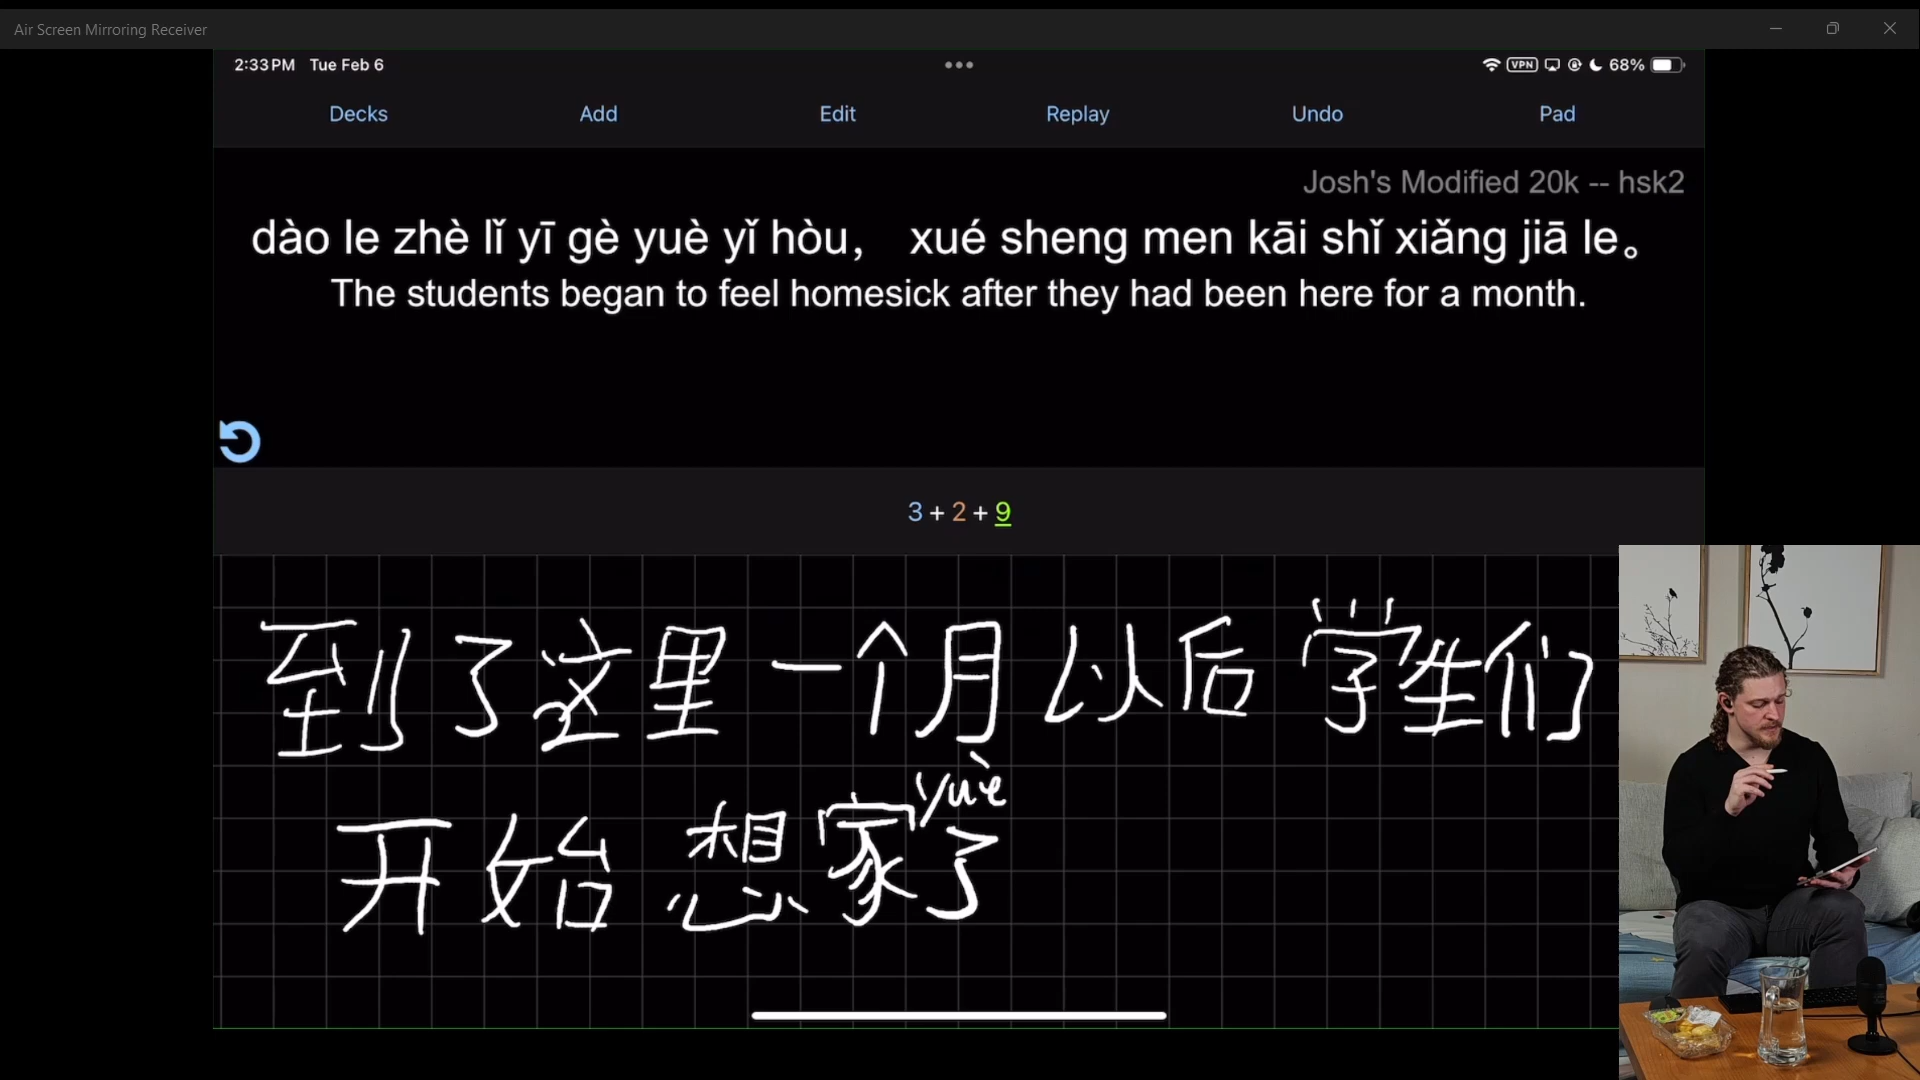 Air Screen Mirroring Receiver
2:33 PM Tue Feb 6
VPN 68%
Decks Add Edit Replay Undo Pad
Josh's Modified 20k -- hsk2
dào le zhè lǐ yī gè yuè yǐ hòu， xué sheng men kāi shǐ xiǎng jiā le。
The students began to feel homesick after they had been here for a month.
3 + 2 + 9
到了这里一个月以后学生们
yuè
开始想家了